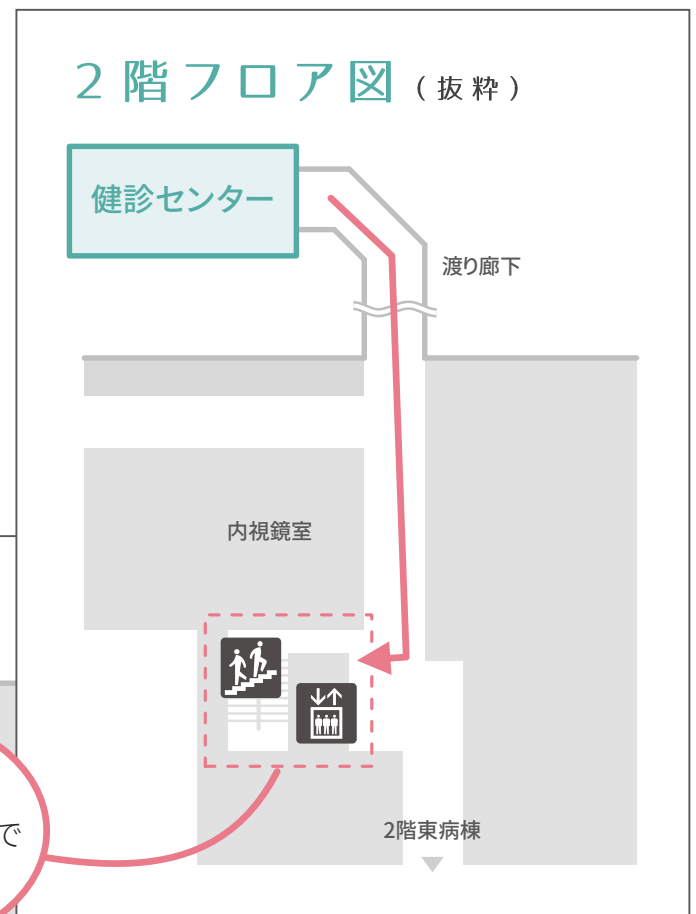 2階フロア図(抜粋)
健診センター
渡り廊下
内視鏡室
で
2階東病棟